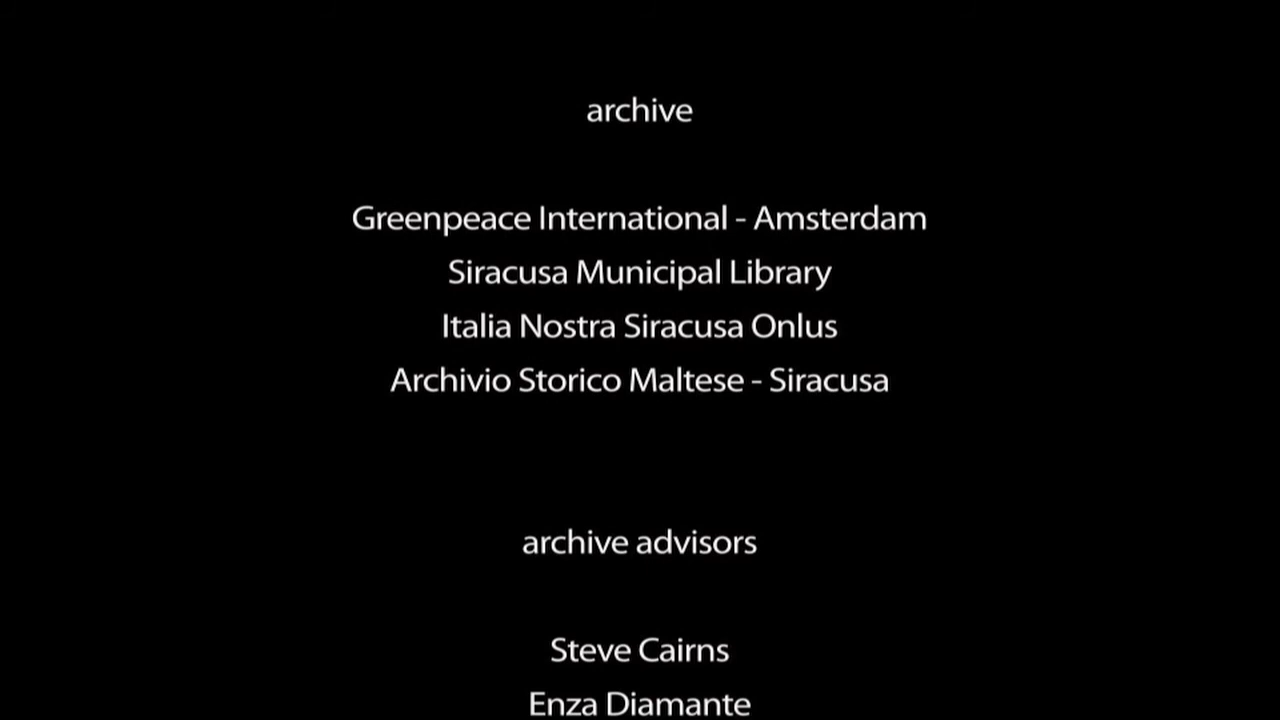 archive
Greenpeace International - Amsterdam
Siracusa Municipal Library
Italia Nostra Siracusa Onlus
Archivio Storico Maltese - Siracusa
archive advisors
Steve Cairns
Enza Diamante